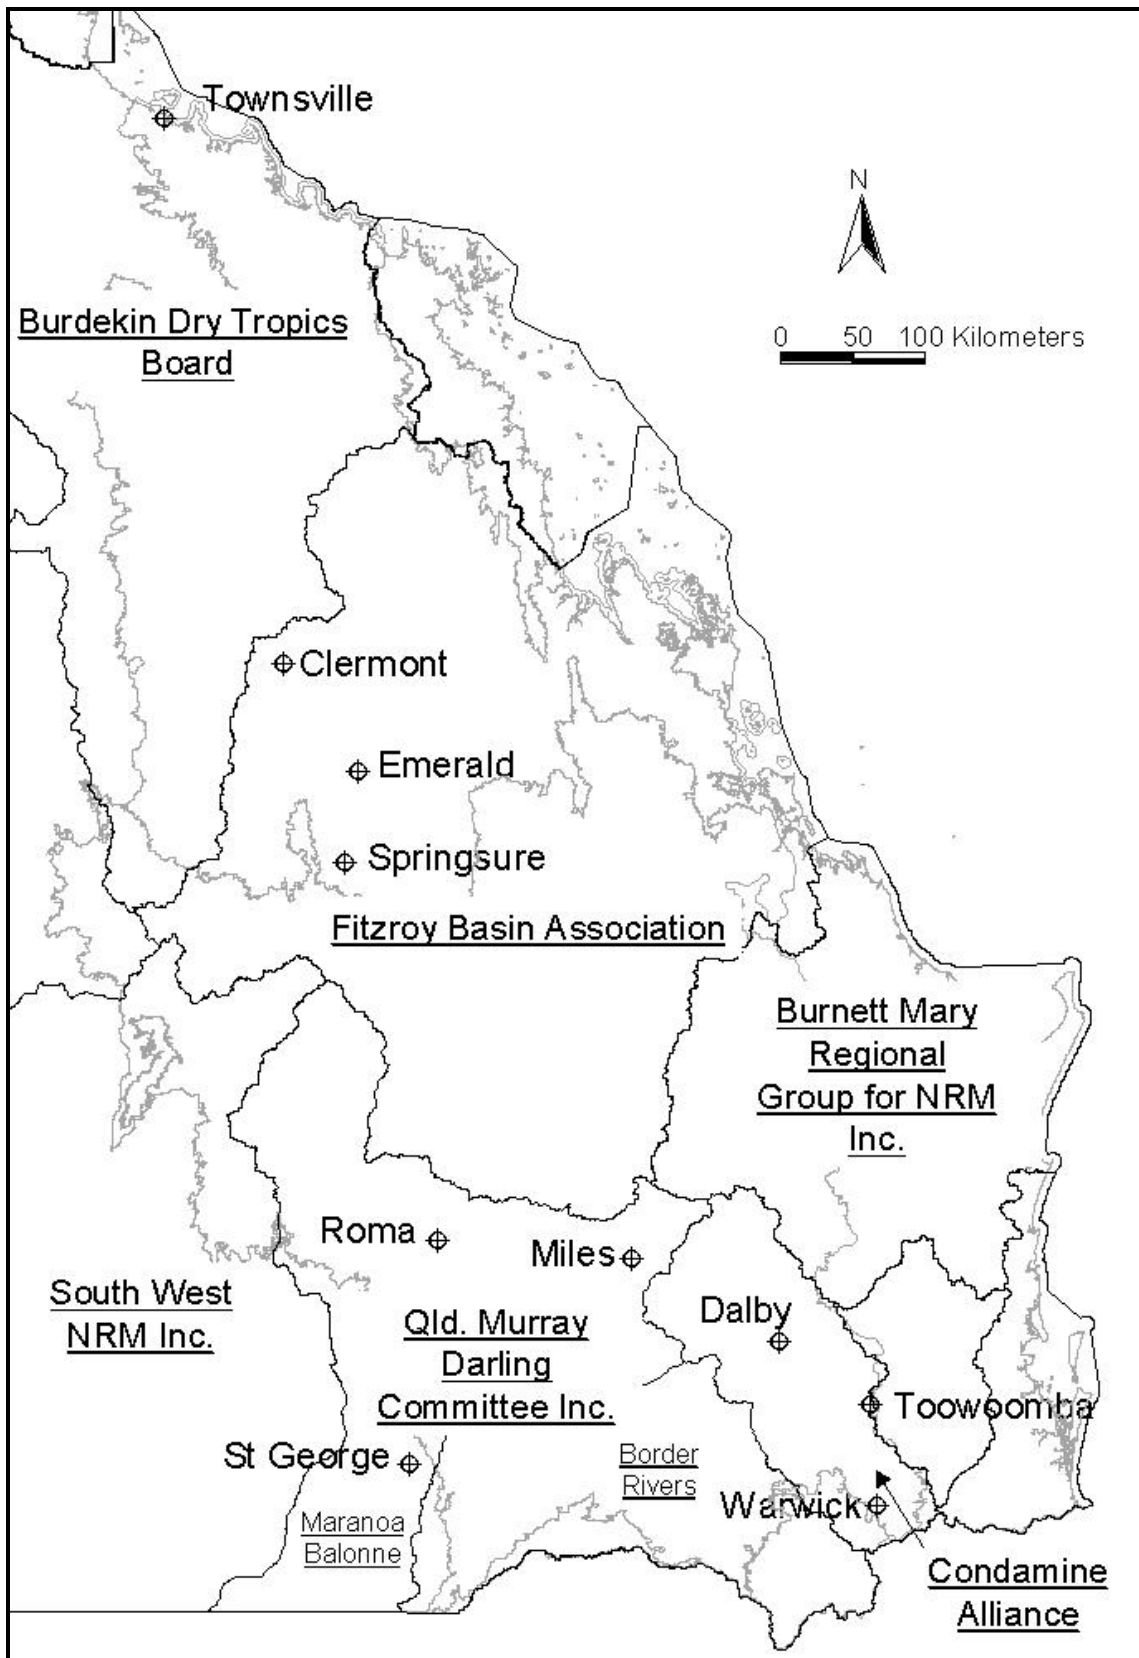 Townsville
N
0 50 100 Kilometers
Burdekin Dry Tropics
Board
Clermont
Emerald
Springsure
Fitzroy Basin Association
Burnett Mary
Regional
Group for NRM
Inc.
Roma
Miles
South West
NRM Inc.
Qld. Murray
Darling
Committee Inc.
Dalby
Toowoomba
St George
Border
Rivers
Warwick
Maranoa
Balonne
Condamine
Alliance